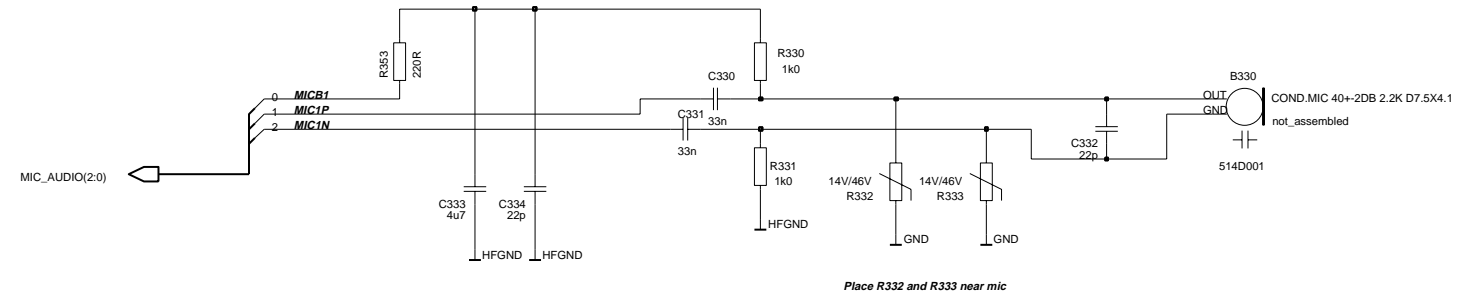 R353
220R
R330
1k0
C330
33n
B330
0 MICB1
1 MIC1P
2 MIC1N
C331
33n
OUT
GND
COND.MIC 40+-2DB 2.2K D7.5X4.1
not_assembled
C332
22p
514D001
MIC_AUDIO(2:0)
R331
1k0
14V/46V
R332
14V/46V
R333
C333
4u7
C334
22p
HFGND
GND
GND
HFGND
HFGND
Place R332 and R333 near mic